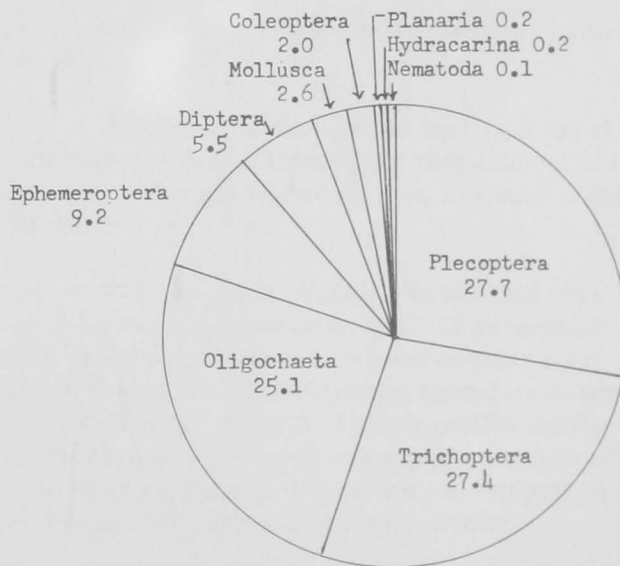 Coleoptera
2.0
Planaria 0.2
Hydracarina 0.2
Nematoda 0.1
Mollusca
2.6
Diptera
5.5
Ephemeroptera
9.2
Plecoptera
27.7
Oligochaeta
25.1
Trichoptera
27.4